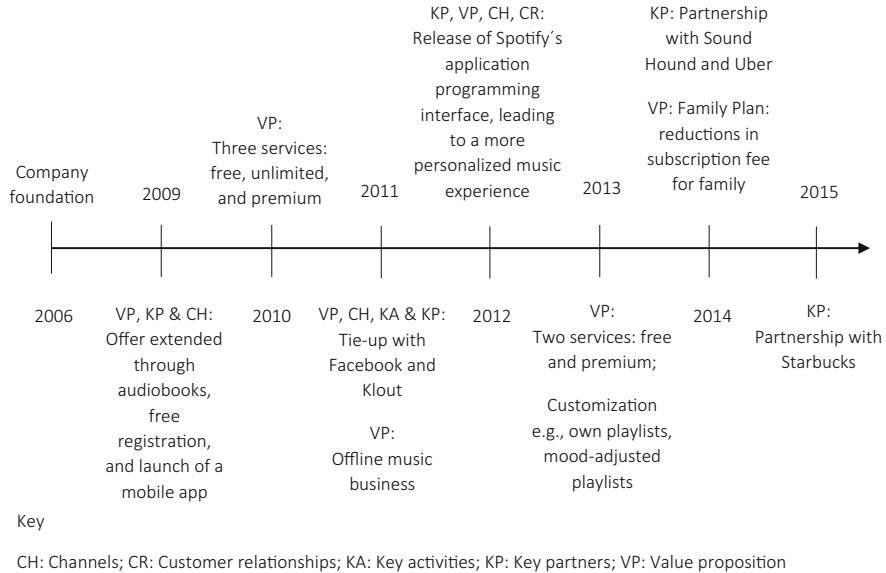 KP, VP, CH, CR:
Release of Spotify´s
application
programming
interface, leading
to a more
personalized music
experience
KP: Partnership
with Sound
Hound and Uber
VP: Family Plan:
reductions in
subscription fee
for family
VP:
Three services:
free, unlimited,
and premium
Company
foundation
2009
2011
2013
2015
2006
VP, KP & CH:
Offer extended
through
audiobooks,
free
registration,
and launch of a
mobile app
2010
VP, CH, KA & KP:
Tie-up with
Facebook and
Klout
VP:
Offline music
business
2012
VP:
Two services: free
and premium;
Customization
e.g., own playlists,
mood-adjusted
playlists
2014
KP:
Partnership with
Starbucks
Key
CH: Channels; CR: Customer relationships; KA: Key activities; KP: Key partners; VP: Value proposition